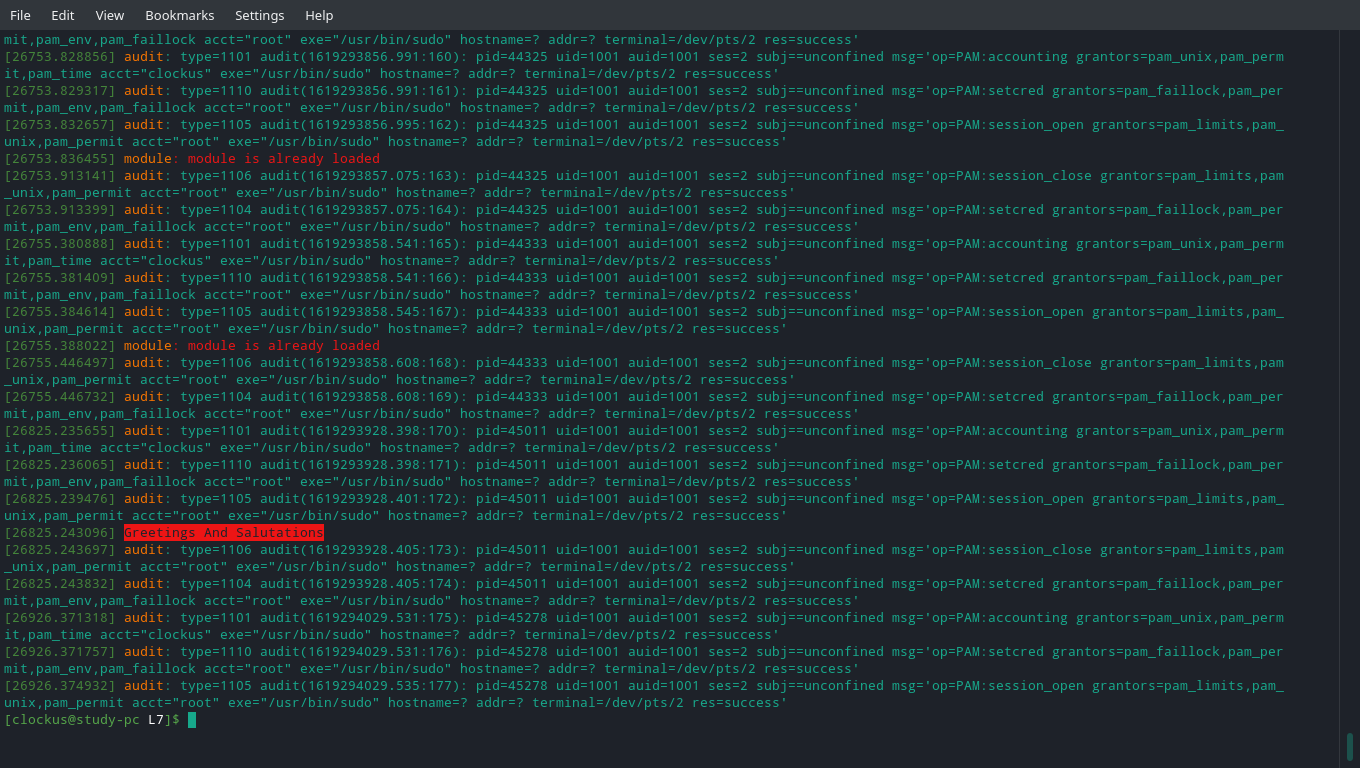 File Edit View Bookmarks Settings Help
mit,pam_env,pam_faillock acct="root" exe="/usr/bin/sudo" hostname=? addr=? terminal=/dev/pts/2 res=success'
[26753.828856] audit: type=1101 audit(1619293856.991:160): pid=44325 uid=1001 auid=1001 ses=2 subj==unconfined msg='op=PAM:accounting grantors=pam_unix,pam_perm
it,pam_time acct="clockus" exe="/usr/bin/sudo" hostname=? addr=? terminal=/dev/pts/2 res=success'
[26753.829317] audit: type=1110 audit(1619293856.991:161): pid=44325 uid=1001 auid=1001 ses=2 subj==unconfined msg='op=PAM:setcred grantors=pam_faillock,pam_per
mit,pam_env,pam_faillock acct="root" exe="/usr/bin/sudo" hostname=? addr=? terminal=/dev/pts/2 res=success'
[26753.832657] audit: type=1105 audit(1619293856.995:162): pid=44325 uid=1001 auid=1001 ses=2 subj==unconfined msg='op=PAM:session_open grantors=pam_limits,pam_
unix,pam_permit acct="root" exe="/usr/bin/sudo" hostname=? addr=? terminal=/dev/pts/2 res=success'
[26753.836455] module: module is already loaded
[26753.913141] audit: type=1106 audit(1619293857.075:163): pid=44325 uid=1001 auid=1001 ses=2 subj==unconfined msg='op=PAM:session_close grantors=pam_limits,pam
_unix,pam_permit acct="root" exe="/usr/bin/sudo" hostname=? addr=? terminal=/dev/pts/2 res=success'
[26753.913399] audit: type=1104 audit(1619293857.075:164): pid=44325 uid=1001 auid=1001 ses=2 subj==unconfined msg='op=PAM:setcred grantors=pam_faillock,pam_per
mit,pam_env,pam_faillock acct="root" exe="/usr/bin/sudo" hostname=? addr=? terminal=/dev/pts/2 res=success'
[26755.380888] audit: type=1101 audit(1619293858.541:165): pid=44333 uid=1001 auid=1001 ses=2 subj==unconfined msg='op=PAM:accounting grantors=pam_unix,pam_perm
it,pam_time acct="clockus" exe="/usr/bin/sudo" hostname=? addr=? terminal=/dev/pts/2 res=success'
[26755.381409] audit: type=1110 audit(1619293858.541:166): pid=44333 uid=1001 auid=1001 ses=2 subj==unconfined msg='op=PAM:setcred grantors=pam_faillock,pam_per
mit,pam_env,pam_faillock acct="root" exe="/usr/bin/sudo" hostname=? addr=? terminal=/dev/pts/2 res=success'
[26755.384614] audit: type=1105 audit(1619293858.545:167): pid=44333 uid=1001 auid=1001 ses=2 subj==unconfined msg='op=PAM:session_open grantors=pam_limits,pam_
unix,pam_permit acct="root" exe="/usr/bin/sudo" hostname=? addr=? terminal=/dev/pts/2 res=success'
[26755.388022] module: module is already loaded
[26755.446497] audit: type=1106 audit(1619293858.608:168): pid=44333 uid=1001 auid=1001 ses=2 subj==unconfined msg='op=PAM:session_close grantors=pam_limits,pam
_unix,pam_permit acct="root" exe="/usr/bin/sudo" hostname=? addr=? terminal=/dev/pts/2 res=success'
[26755.446732] audit: type=1104 audit(1619293858.608:169): pid=44333 uid=1001 auid=1001 ses=2 subj==unconfined msg='op=PAM:setcred grantors=pam_faillock,pam_per
mit,pam_env,pam_faillock acct="root" exe="/usr/bin/sudo" hostname=? addr=? terminal=/dev/pts/2 res=success'
[26825.235655] audit: type=1101 audit(1619293928.398:170): pid=45011 uid=1001 auid=1001 ses=2 subj==unconfined msg='op=PAM:accounting grantors=pam_unix,pam_perm
it,pam_time acct="clockus" exe="/usr/bin/sudo" hostname=? addr=? terminal=/dev/pts/2 res=success'
[26825.236065] audit: type=1110 audit(1619293928.398:171): pid=45011 uid=1001 auid=1001 ses=2 subj==unconfined msg='op=PAM:setcred grantors=pam_faillock,pam_per
mit,pam_env,pam_faillock acct="root" exe="/usr/bin/sudo" hostname=? addr=? terminal=/dev/pts/2 res=success'
[26825.239476] audit: type=1105 audit(1619293928.401:172): pid=45011 uid=1001 auid=1001 ses=2 subj==unconfined msg='op=PAM:session_open grantors=pam_limits,pam_
unix,pam_permit acct="root" exe="/usr/bin/sudo" hostname=? addr=? terminal=/dev/pts/2 res=success'
[26825.243096] Greetings And Salutations
[26825.243697] audit: type=1106 audit(1619293928.405:173): pid=45011 uid=1001 auid=1001 ses=2 subj==unconfined msg='op=PAM:session_close grantors=pam_limits,pam
_unix,pam_permit acct="root" exe="/usr/bin/sudo" hostname=? addr=? terminal=/dev/pts/2 res=success'
[26825.243832] audit: type=1104 audit(1619293928.405:174): pid=45011 uid=1001 auid=1001 ses=2 subj==unconfined msg='op=PAM:setcred grantors=pam_faillock,pam_per
mit,pam_env,pam_faillock acct="root" exe="/usr/bin/sudo" hostname=? addr=? terminal=/dev/pts/2 res=success'
[26926.371318] audit: type=1101 audit(1619294029.531:175): pid=45278 uid=1001 auid=1001 ses=2 subj==unconfined msg='op=PAM:accounting grantors=pam_unix,pam_perm
it,pam_time acct="clockus" exe="/usr/bin/sudo" hostname=? addr=? terminal=/dev/pts/2 res=success'
[26926.371757] audit: type=1110 audit(1619294029.531:176): pid=45278 uid=1001 auid=1001 ses=2 subj==unconfined msg='op=PAM:setcred grantors=pam_faillock,pam_per
mit,pam_env,pam_faillock acct="root" exe="/usr/bin/sudo" hostname=? addr=? terminal=/dev/pts/2 res=success'
[26926.374932] audit: type=1105 audit(1619294029.535:177): pid=45278 uid=1001 auid=1001 ses=2 subj==unconfined msg='op=PAM:session_open grantors=pam_limits,pam_
unix,pam_permit acct="root" exe="/usr/bin/sudo" hostname=? addr=? terminal=/dev/pts/2 res=success'
[clockus@study-pc L7]$